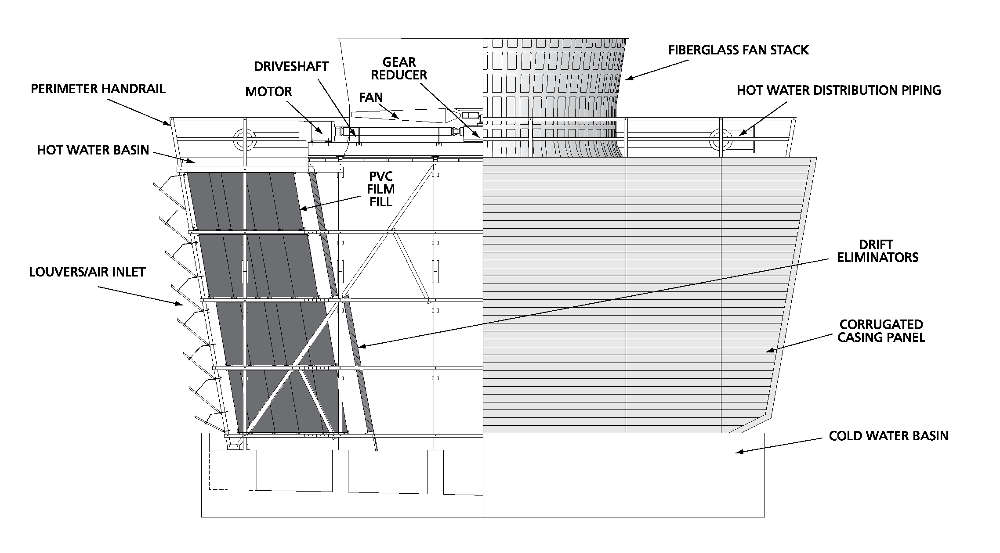 FIBERGLASS FAN STACK
GEAR
REDUCER
DRIVESHAFT
PERIMETER HANDRAIL
MOTOR
FAN
HOT WATER DISTRIBUTION PIPING
HOT WATER BASIN
PVC
FILM
FILL
DRIFT
ELIMINATORS
LOUVERS/AIR INLET
CORRUGATED
CASING PANEL
COLD WATER BASIN